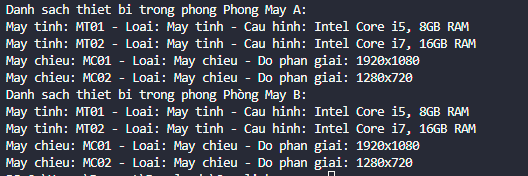 Danh sach thiet bi trong phong Phong May A:
May tinh: MT01 - Loai: May tinh - Cau hinh: Intel Core i5, 8GB RAM
May tinh: MT02 - Loai: May tinh - Cau hinh: Intel Core i7, 16GB RAM
May chieu: MC01 - Loai: May chieu - Do phan giai: 1920x1080
May chieu: MC02 - Loai: May chieu - Do phan giai: 1280x720
Danh sach thiet bi trong phong Phòng May B:
May tinh: MT01 - Loai: May tinh - Cau hinh: Intel Core i5, 8GB RAM
May tinh: MT02 - Loai: May tinh - Cau hinh: Intel Core i7, 16GB RAM
May chieu: MC01 - Loai: May chieu - Do phan giai: 1920x1080
May chieu: MC02 - Loai: May chieu - Do phan giai: 1280x720